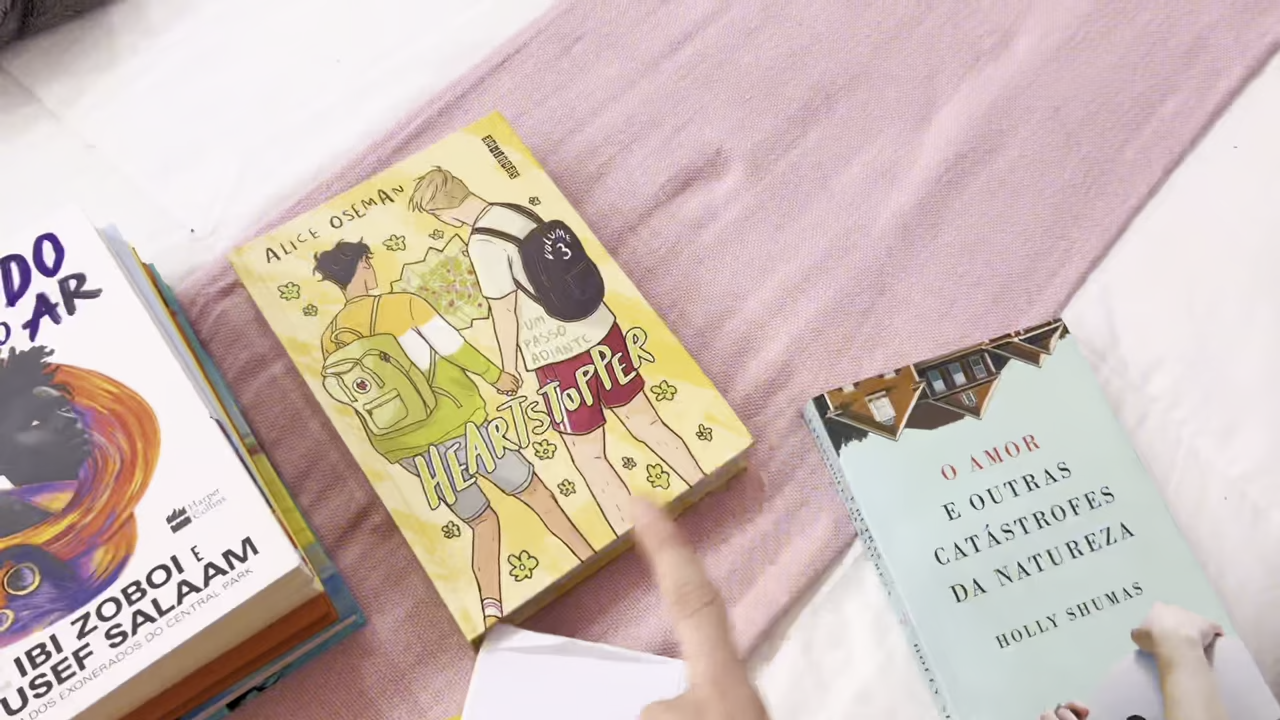 DO
O AR
Harper
Collins
IBI ZOBOI E
USEF SALAAM
DOS EXONERADOS DO CENTRAL PARK
ALICE OSEMAN
VOLUME
3
UM
PASSO
ADIANTE
HEARTSTOPPER
O AMOR
E OUTRAS
CATÁSTROFES
DA NATUREZA
HOLLY SHUMAS